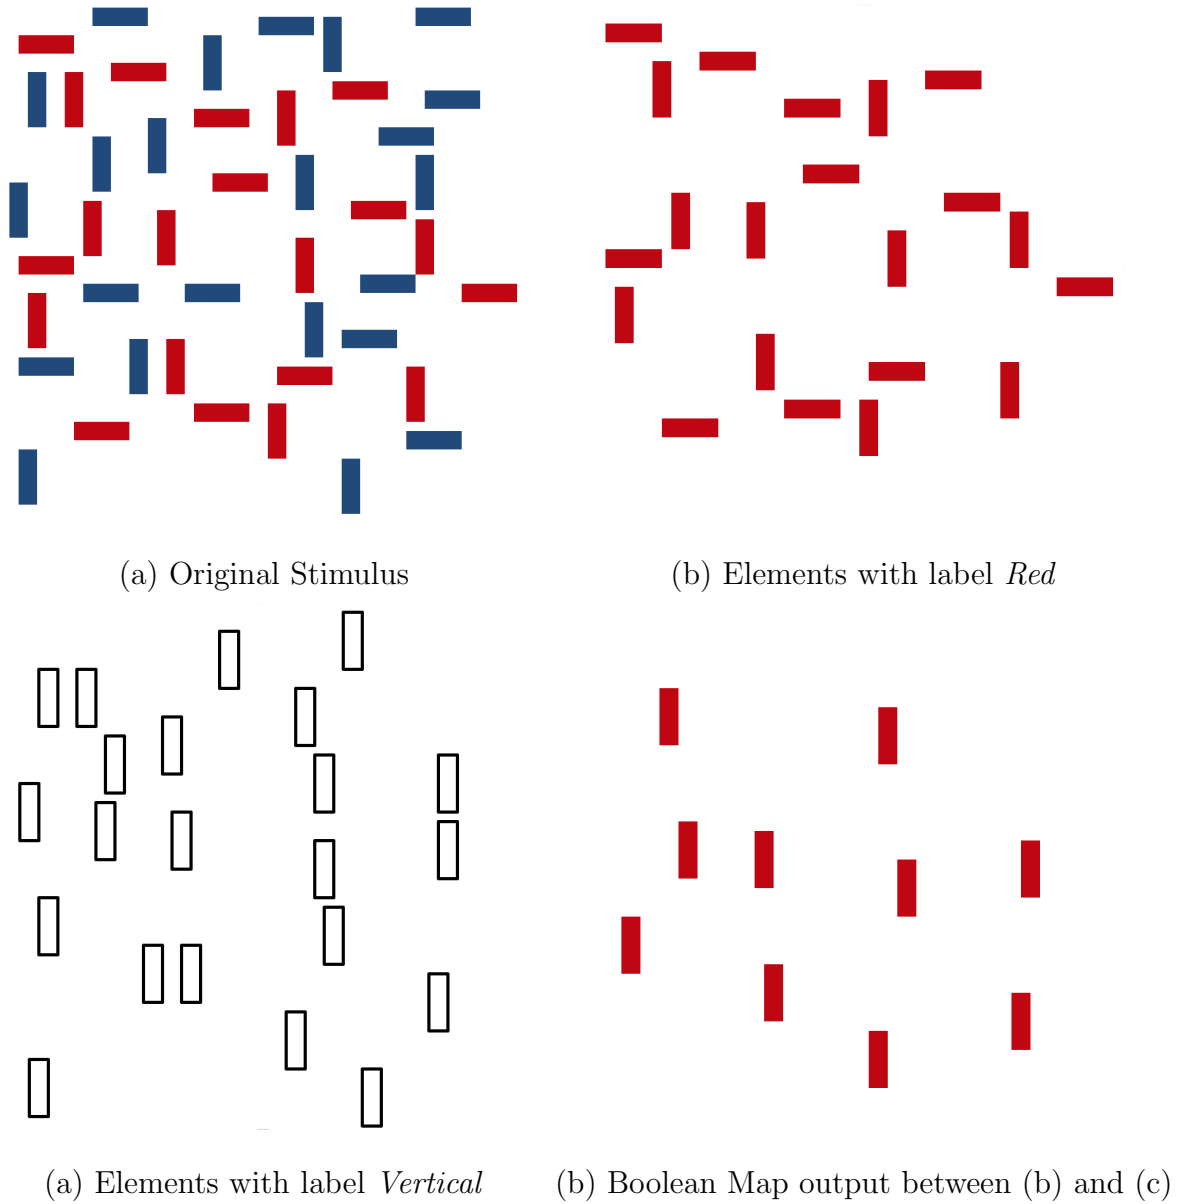 (a) Original Stimulus
(b) Elements with label Red
(a) Elements with label Vertical
(b) Boolean Map output between (b) and (c)